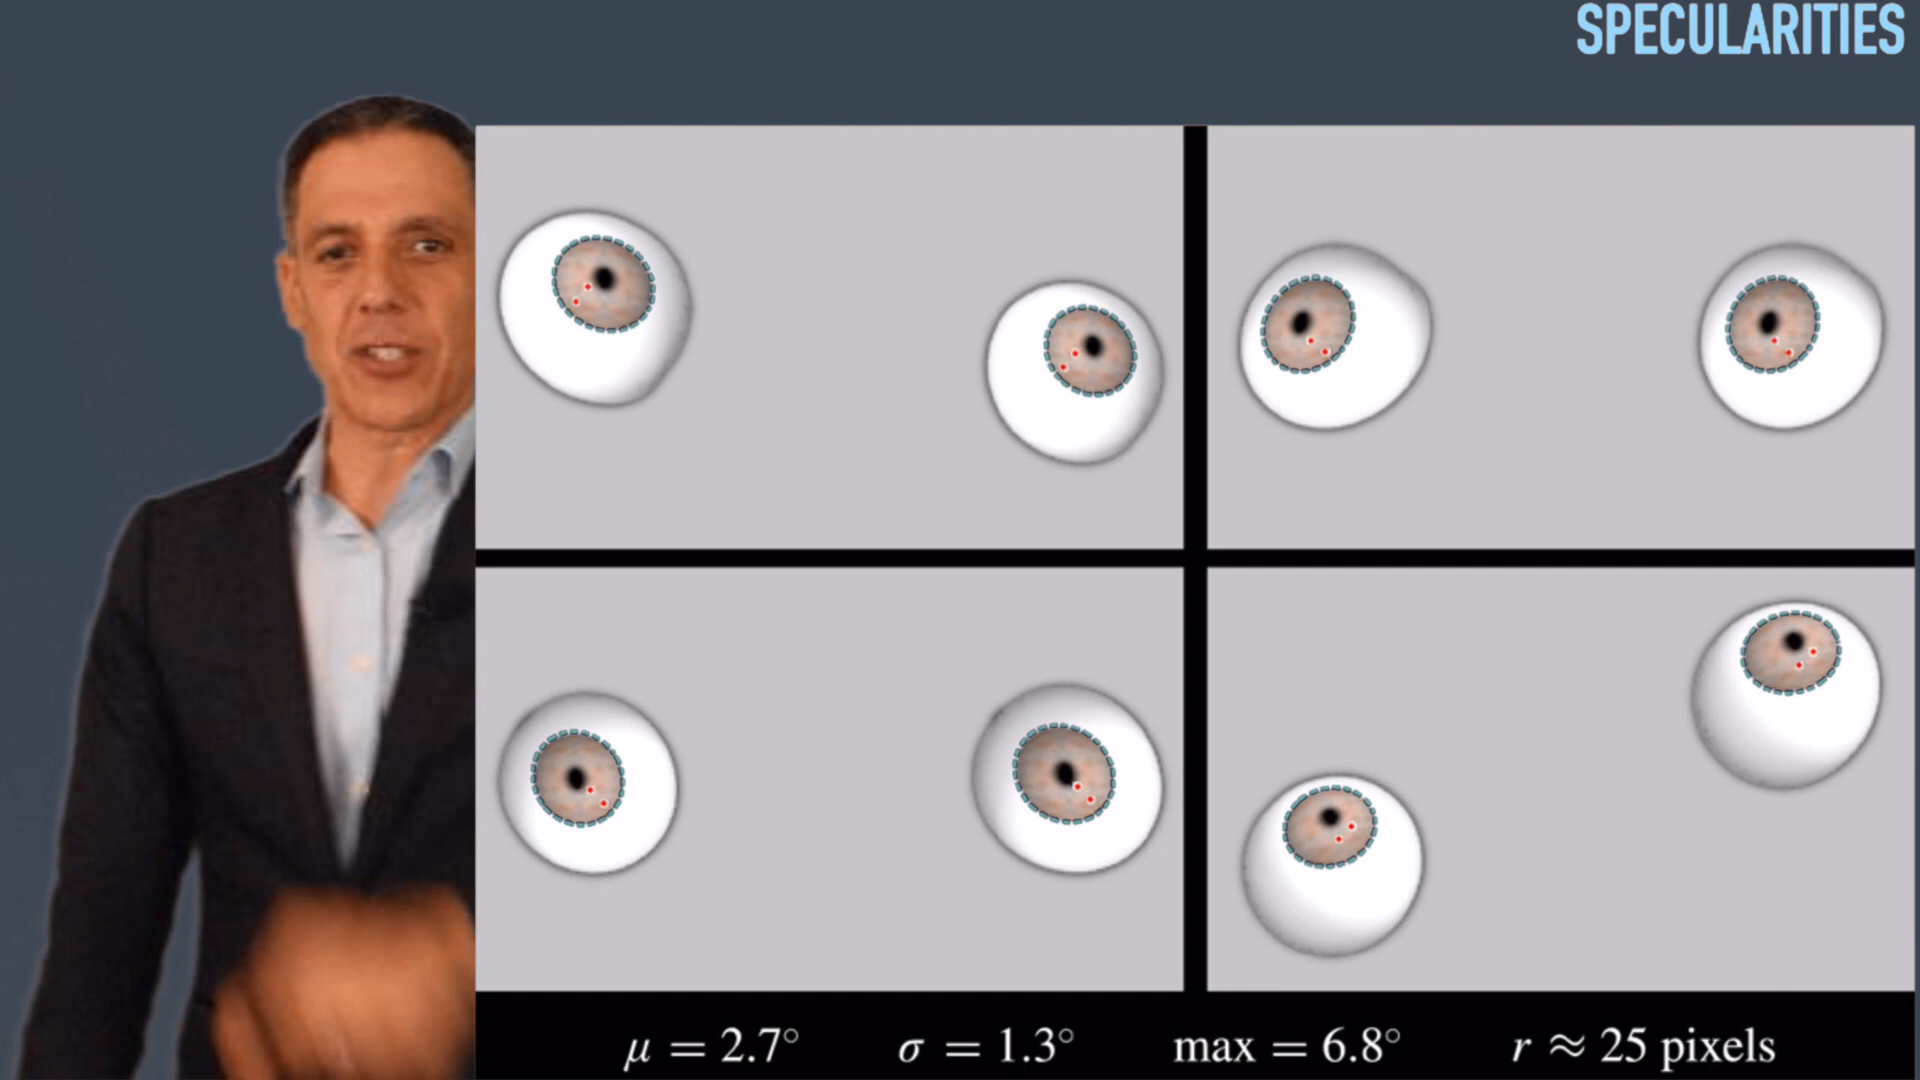 SPECULARITIES
μ = 2.7° σ = 1.3° max = 6.8° r ≈ 25 pixels